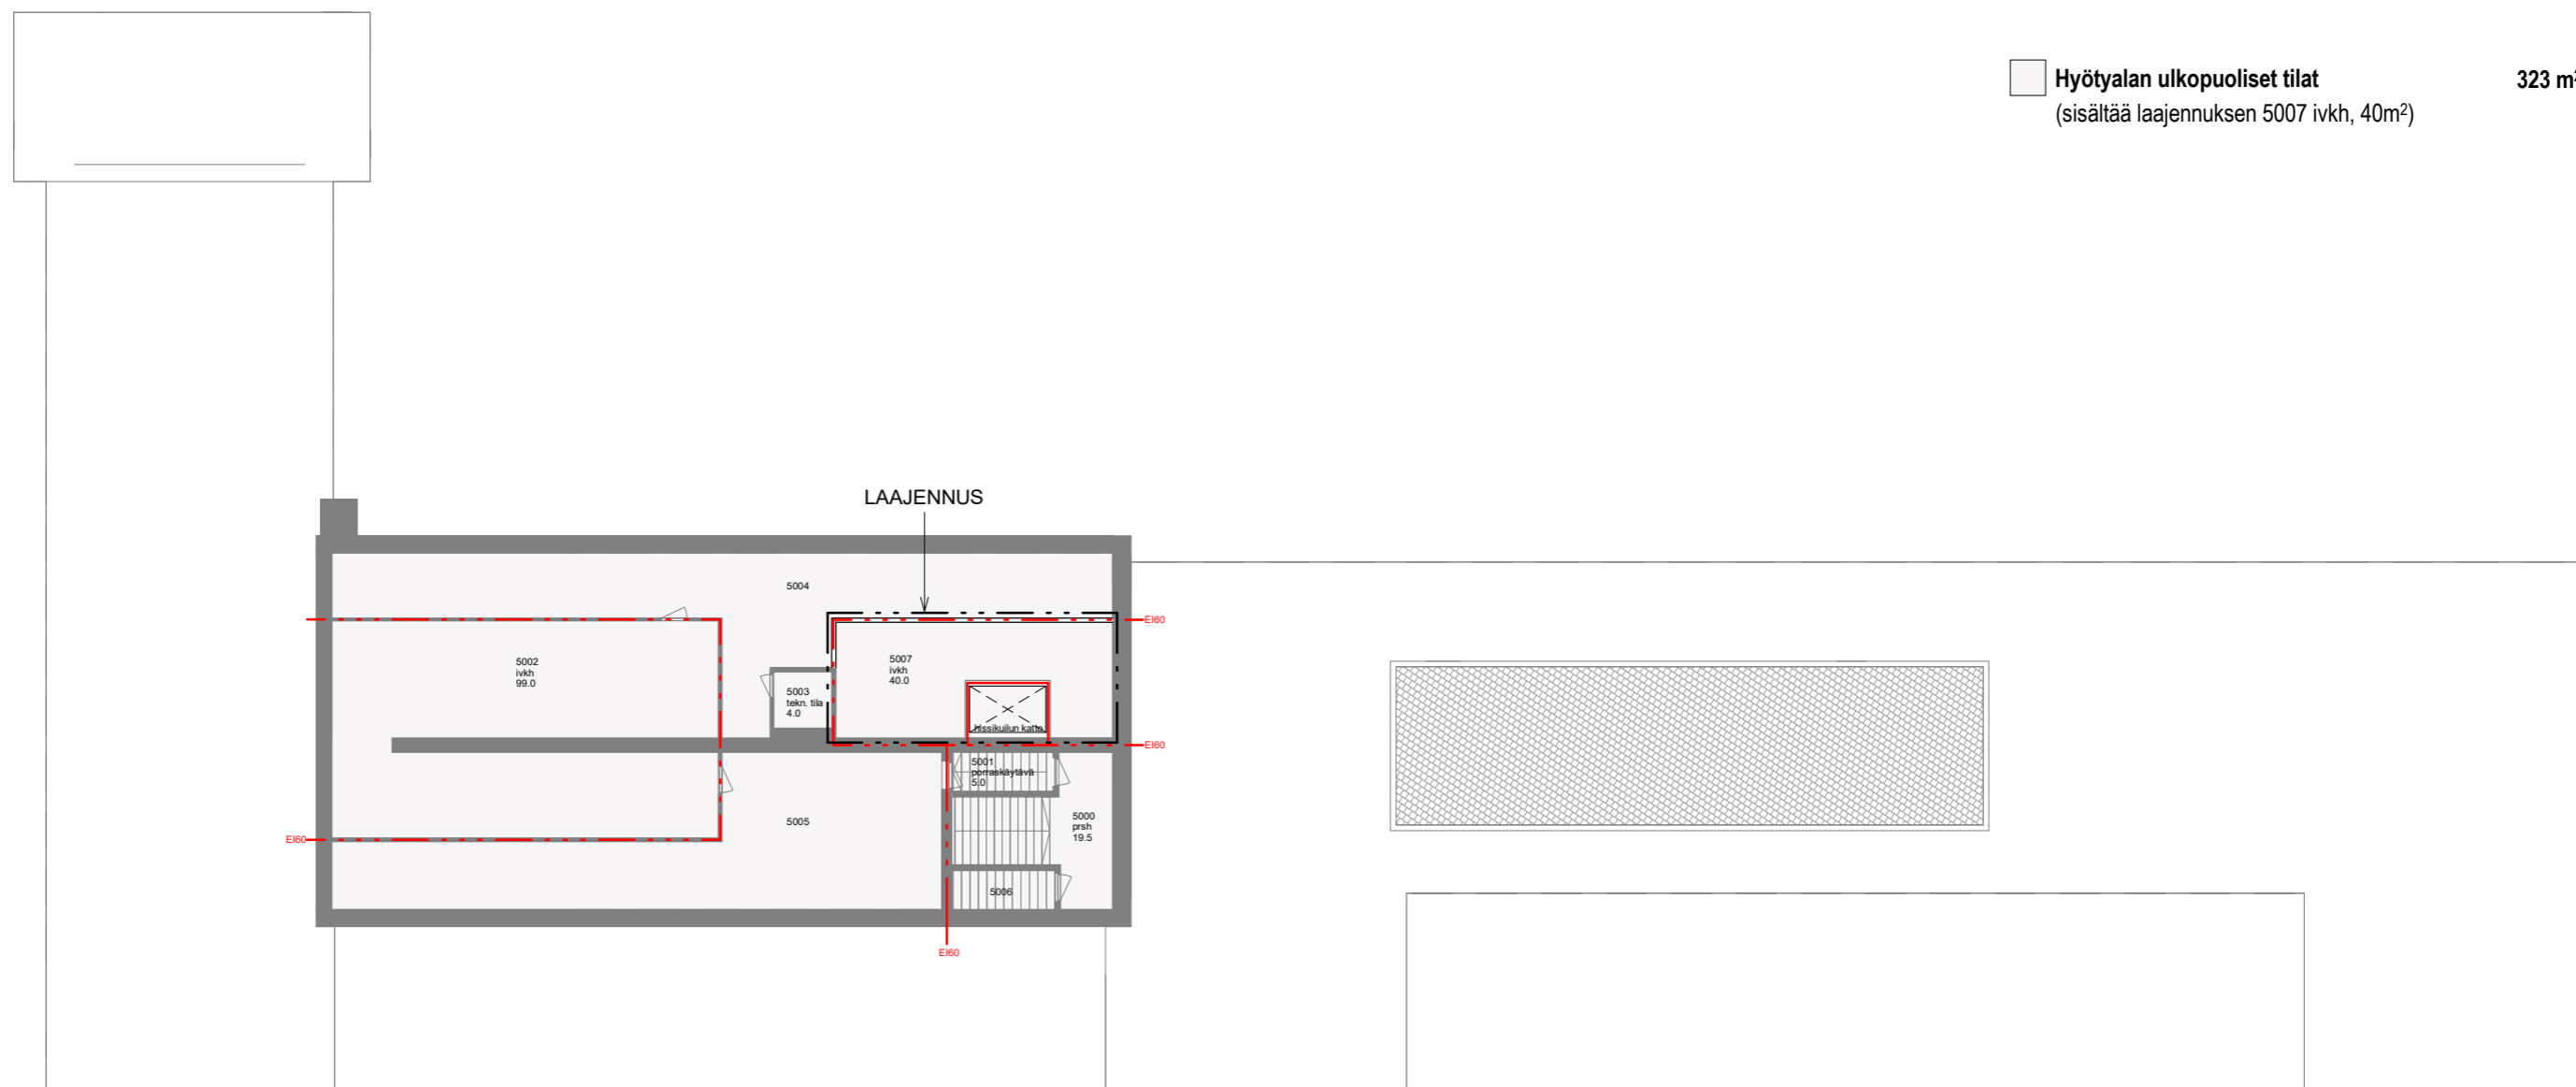 Hyötyalan ulkopuoliset tilat 323 m²
(sisältää laajennuksen 5007 ivkh, 40m²)
LAAJENNUS
5004
EI60
5002
ivkh
99.0
5007
ivkh
40.0
5003
tekn. tila
4.0
Hissikuilun katto
EI60
5001
porraskäytävä
5.0
5005
5000
prsh
19.5
EI60
5006
EI60